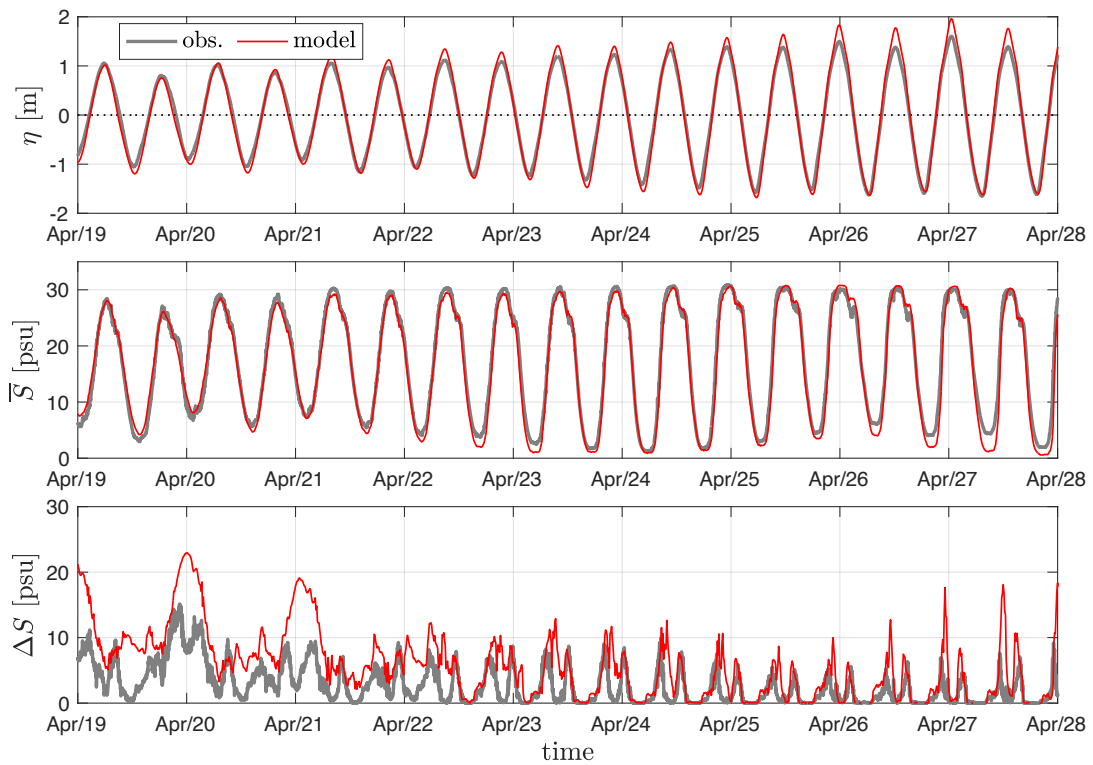 obs. model
2
1
0
-1
-2
η [m]
Apr/19 Apr/20 Apr/21 Apr/22 Apr/23 Apr/24 Apr/25 Apr/26 Apr/27 Apr/28
30
20
10
0
S̅ [psu]
Apr/19 Apr/20 Apr/21 Apr/22 Apr/23 Apr/24 Apr/25 Apr/26 Apr/27 Apr/28
30
20
10
0
ΔS [psu]
Apr/19 Apr/20 Apr/21 Apr/22 Apr/23 Apr/24 Apr/25 Apr/26 Apr/27 Apr/28
time